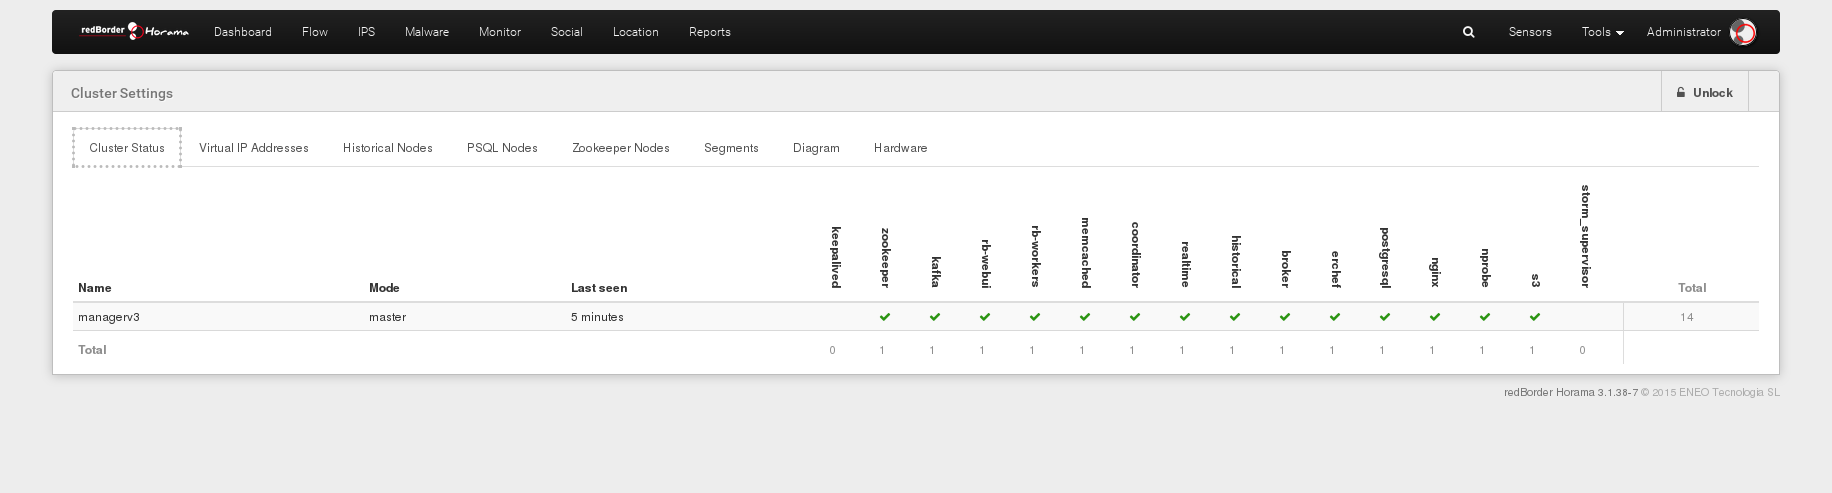 redBorder Horama Dashboard Flow IPS Malware Monitor Social Location Reports Sensors Tools Administrator
Cluster Settings Unlock
Cluster Status Virtual IP Addresses Historical Nodes PSQL Nodes Zookeeper Nodes Segments Diagram Hardware
Name Mode Last seen keepalived zookeeper kafka rb-webui rb-workers memcached coordinator realtime historical broker erchef postgresql nginx nprobe s3 storm_supervisor Total
managerv3 master 5 minutes 14
Total 0 1 1 1 1 1 1 1 1 1 1 1 1 1 1 0
redBorder Horama 3.1.38-7 © 2015 ENEO Tecnologia SL